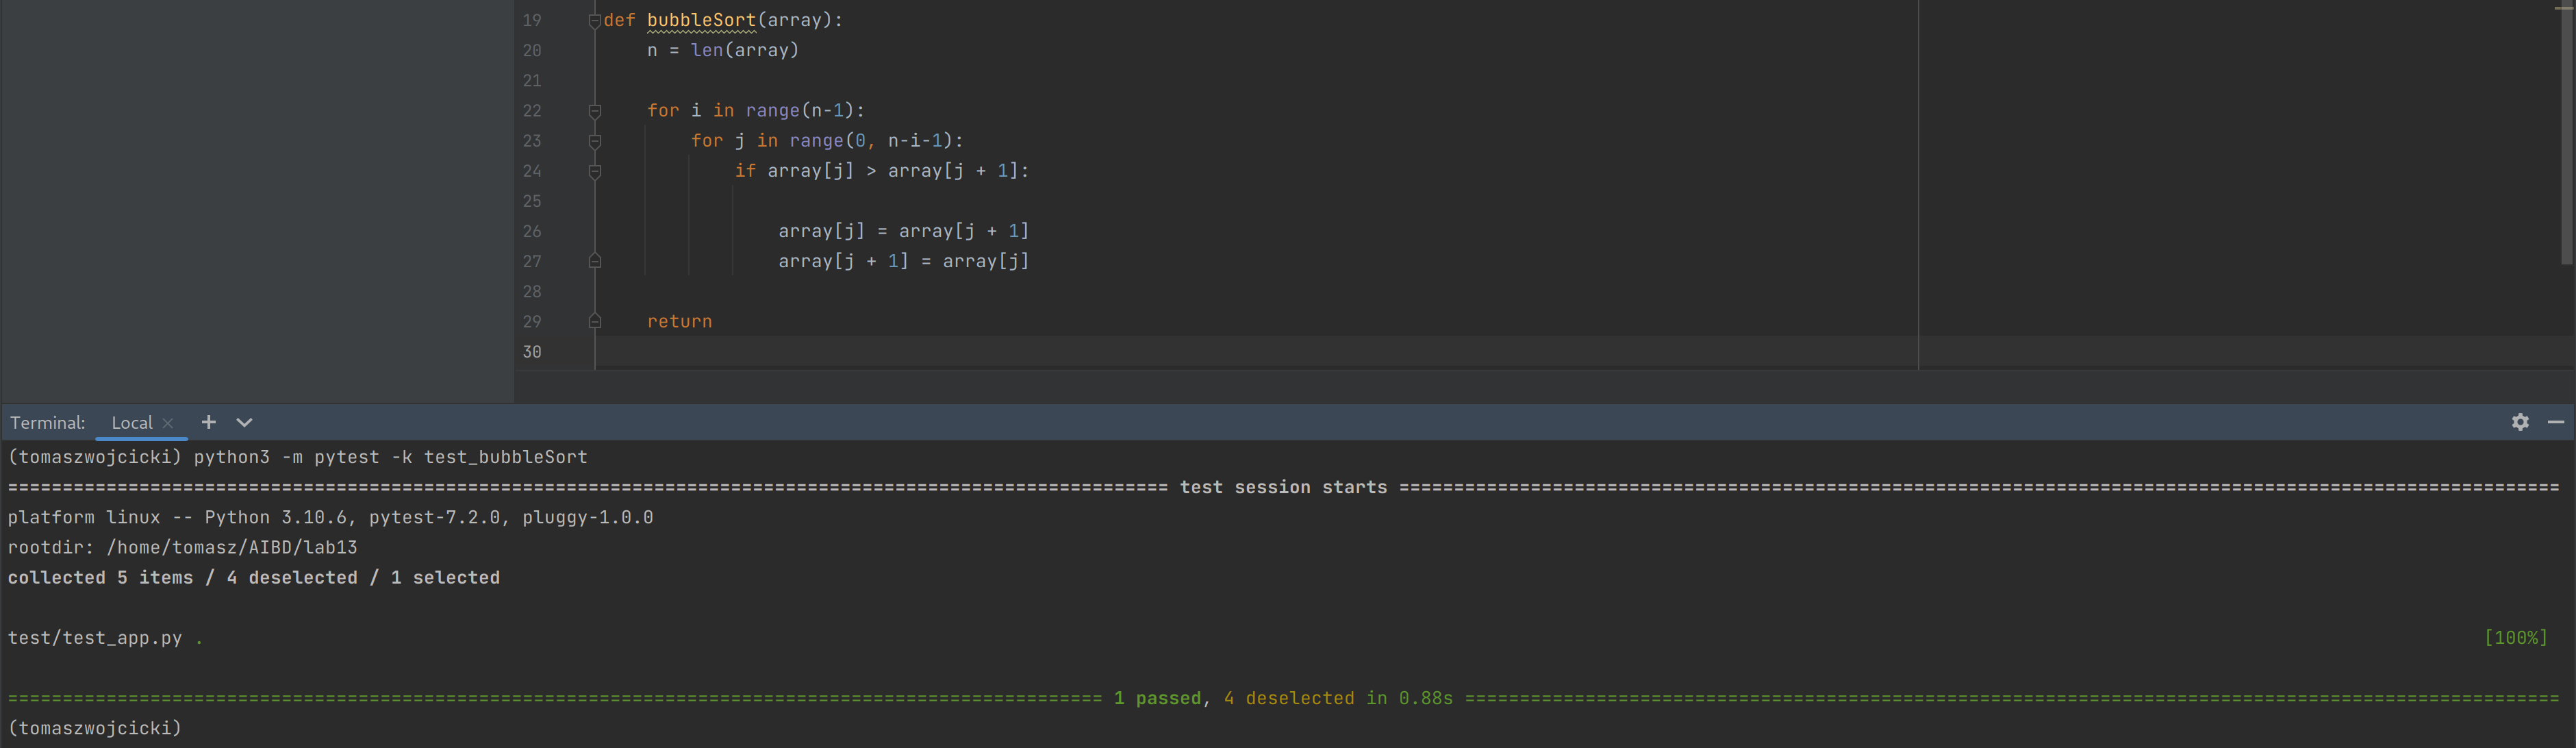 19 def bubbleSort(array):
20 n = len(array)
21
22 for i in range(n-1):
23 for j in range(0, n-i-1):
24 if array[j] > array[j + 1]:
25
26 array[j] = array[j + 1]
27 array[j + 1] = array[j]
28
29 return
30
Terminal: Local × + 
(tomaszwojcicki) python3 -m pytest -k test_bubbleSort
========== test session starts ==========
platform linux -- Python 3.10.6, pytest-7.2.0, pluggy-1.0.0
rootdir: /home/tomasz/AIBD/lab13
collected 5 items / 4 deselected / 1 selected
test/test_app.py . [100%]
========== 1 passed, 4 deselected in 0.88s ==========
(tomaszwojcicki)